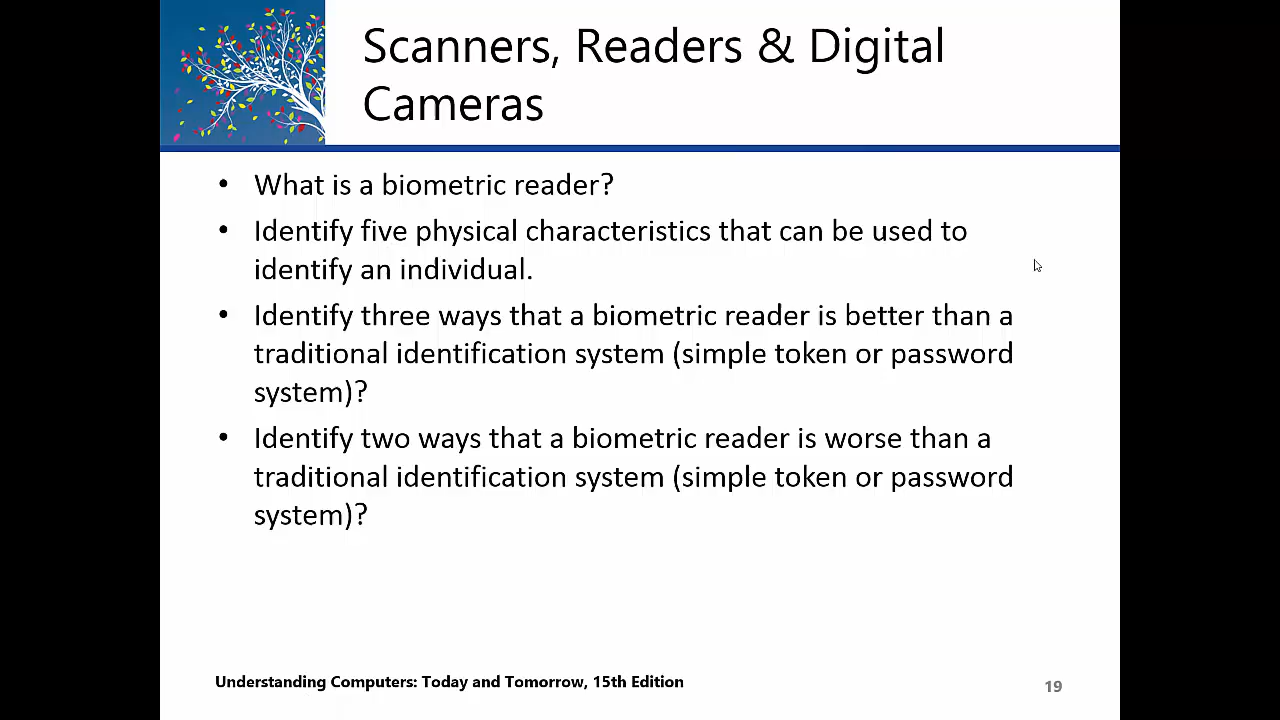 Scanners, Readers & Digital
Cameras
• What is a biometric reader?
• Identify five physical characteristics that can be used to
identify an individual.
• Identify three ways that a biometric reader is better than a
traditional identification system (simple token or password
system)?
• Identify two ways that a biometric reader is worse than a
traditional identification system (simple token or password
system)?
Understanding Computers: Today and Tomorrow, 15th Edition
19